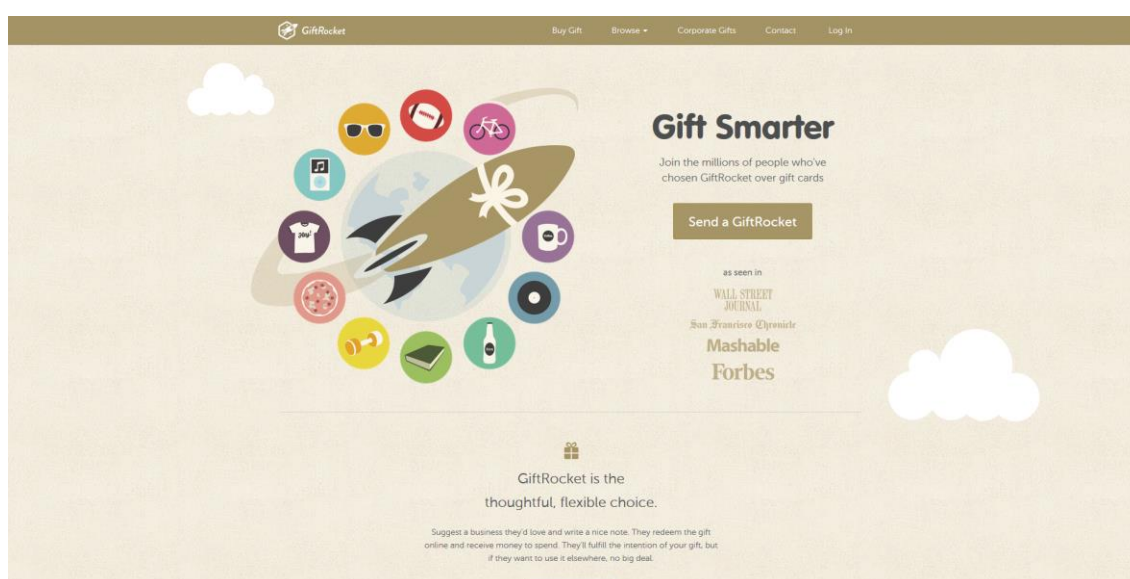 GiftRocket
Buy Gift Browse Corporate Gifts Contact Log In
Gift Smarter
Join the millions of people who've
chosen GiftRocket over gift cards
Send a GiftRocket
as seen in
WALL STREET
JOURNAL
San Francisco Chronicle
Mashable
Forbes
Joy!
GiftRocket is the
thoughtful, flexible choice.
Suggest a business they'd love and write a nice note. They redeem the gift
online and receive money to spend. They'll fulfill the intention of your gift, but
if they want to use it elsewhere, no big deal.